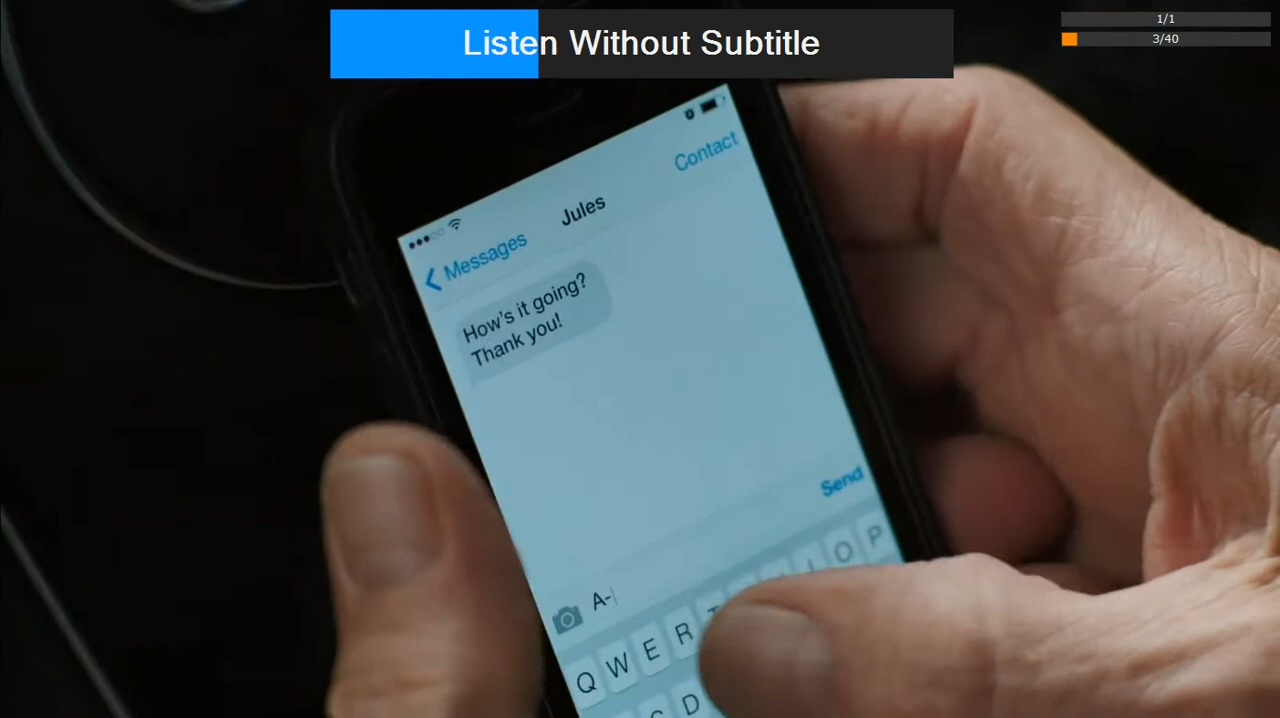 Listen Without Subtitle
1/1
3/40
Contact
Jules
Messages
How's it going?
Thank you!
Send
A-
Q W E R T I O P
D